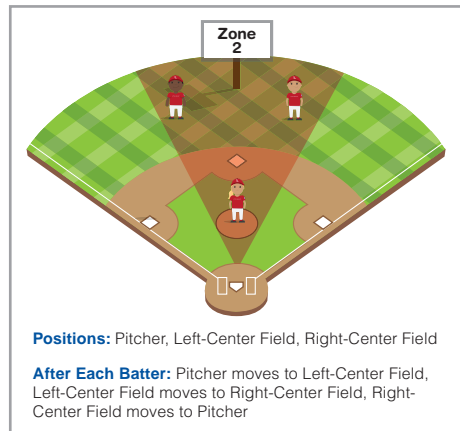 Zone
2
Positions: Pitcher, Left-Center Field, Right-Center Field
After Each Batter: Pitcher moves to Left-Center Field,
Left-Center Field moves to Right-Center Field, Right-
Center Field moves to Pitcher